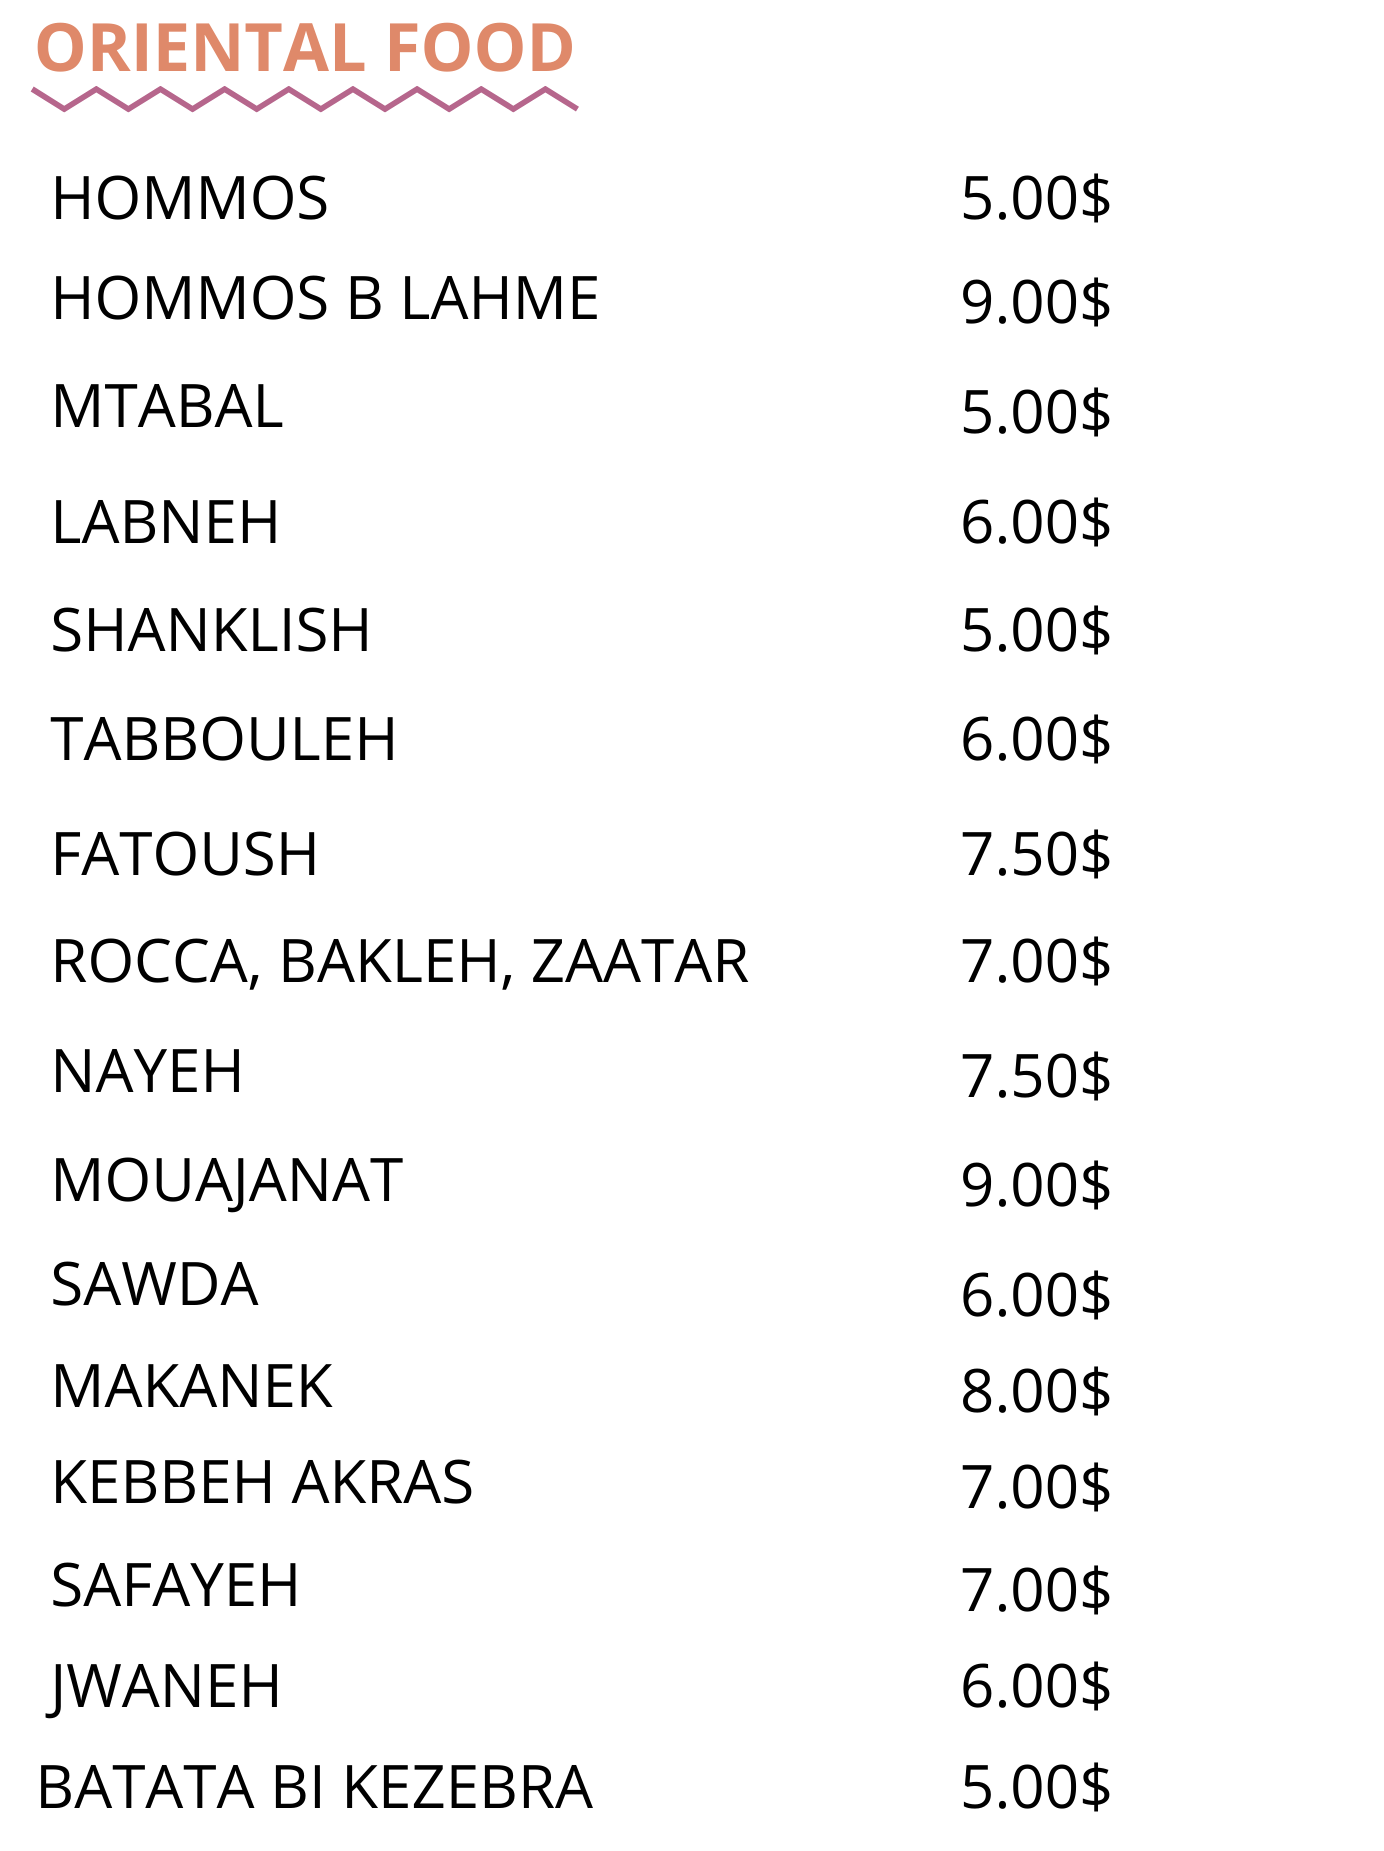 ORIENTAL FOOD
HOMMOS 5.00$
HOMMOS B LAHME 9.00$
MTABAL 5.00$
LABNEH 6.00$
SHANKLISH 5.00$
TABBOULEH 6.00$
FATOUSH 7.50$
ROCCA, BAKLEH, ZAATAR 7.00$
NAYEH 7.50$
MOUAJANAT 9.00$
SAWDA 6.00$
MAKANEK 8.00$
KEBBEH AKRAS 7.00$
SAFAYEH 7.00$
JWANEH 6.00$
BATATA BI KEZEBRA 5.00$